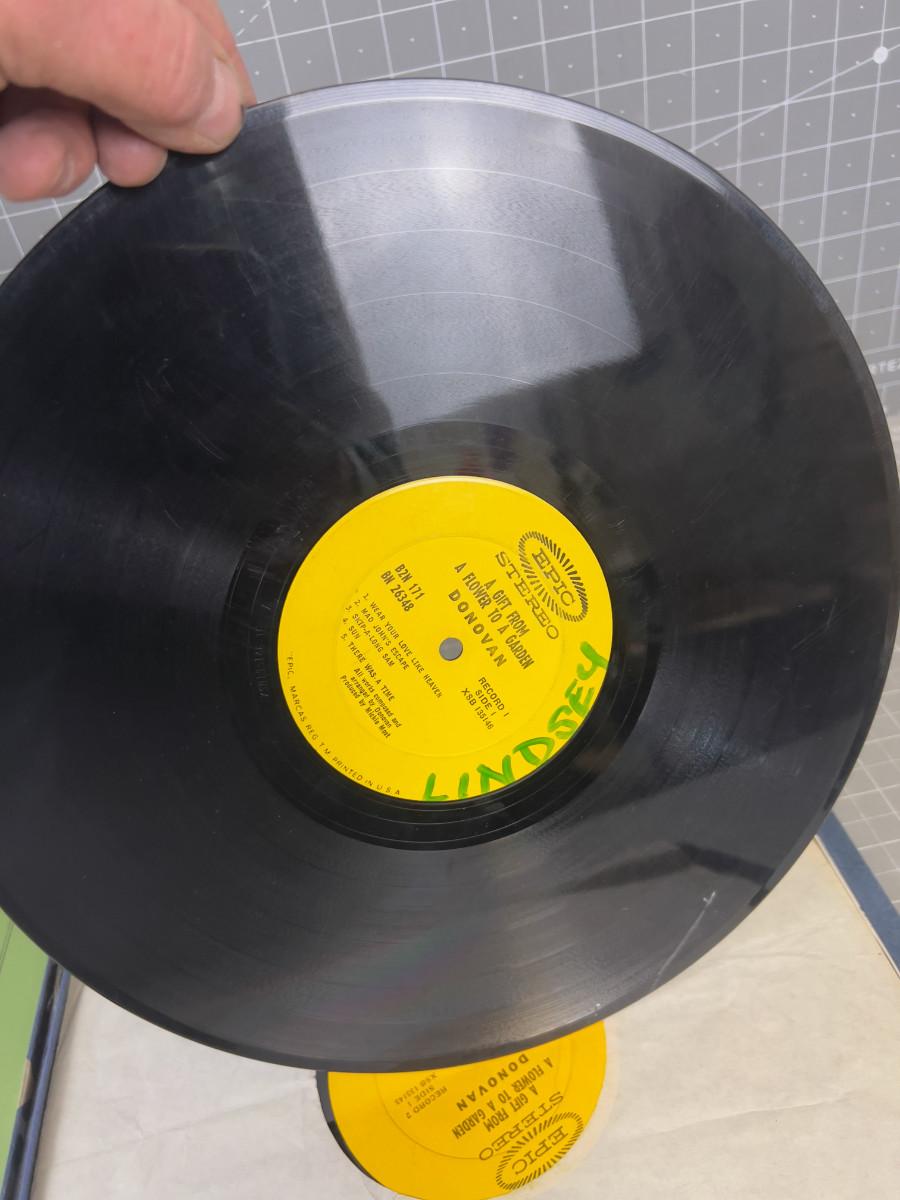 EPIC
STEREO
A GIFT FROM
A FLOWER TO A GARDEN
DONOVAN
B2N 171
BN 26348
RECORD 1
SIDE 1
XSB 135146
1. WEAR YOUR LOVE LIKE HEAVEN
2. MAD JOHN'S ESCAPE
3. SKIP-A-LONG SAM
4. SUN
5. THERE WAS A TIME
All works composed and
arranged by Donovan
Produced by Mickie Most
"EPIC, MARCAS REG. T.M. PRINTED IN U.S.A.
LINDSEY
EPIC
STEREO
A GIFT FROM
A FLOWER TO A GARDEN
DONOVAN
RECORD 2
SIDE 1